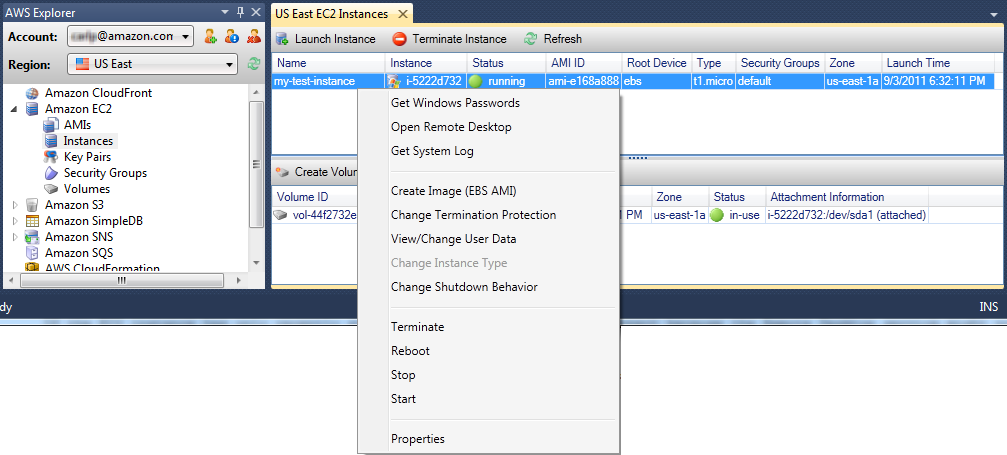 AWS Explorer
Account: @amazon.com
Region: US East
Amazon CloudFront
Amazon EC2
AMIs
Instances
Key Pairs
Security Groups
Volumes
Amazon S3
Amazon SimpleDB
Amazon SNS
Amazon SQS
AWS CloudFormation
US East EC2 Instances
Launch Instance Terminate Instance Refresh
Name Instance Status AMI ID Root Device Type Security Groups Zone Launch Time
my-test-instance i-5222d732 running ami-e168a888 ebs t1.micro default us-east-1a 9/3/2011 6:32:11 PM
Get Windows Passwords
Open Remote Desktop
Get System Log
Create Image (EBS AMI)
Change Termination Protection
View/Change User Data
Change Instance Type
Change Shutdown Behavior
Terminate
Reboot
Stop
Start
Properties
Create Volum
Volume ID Zone Status Attachment Information
vol-44f2732e PM us-east-1a in-use i-5222d732:/dev/sda1 (attached)
dy INS